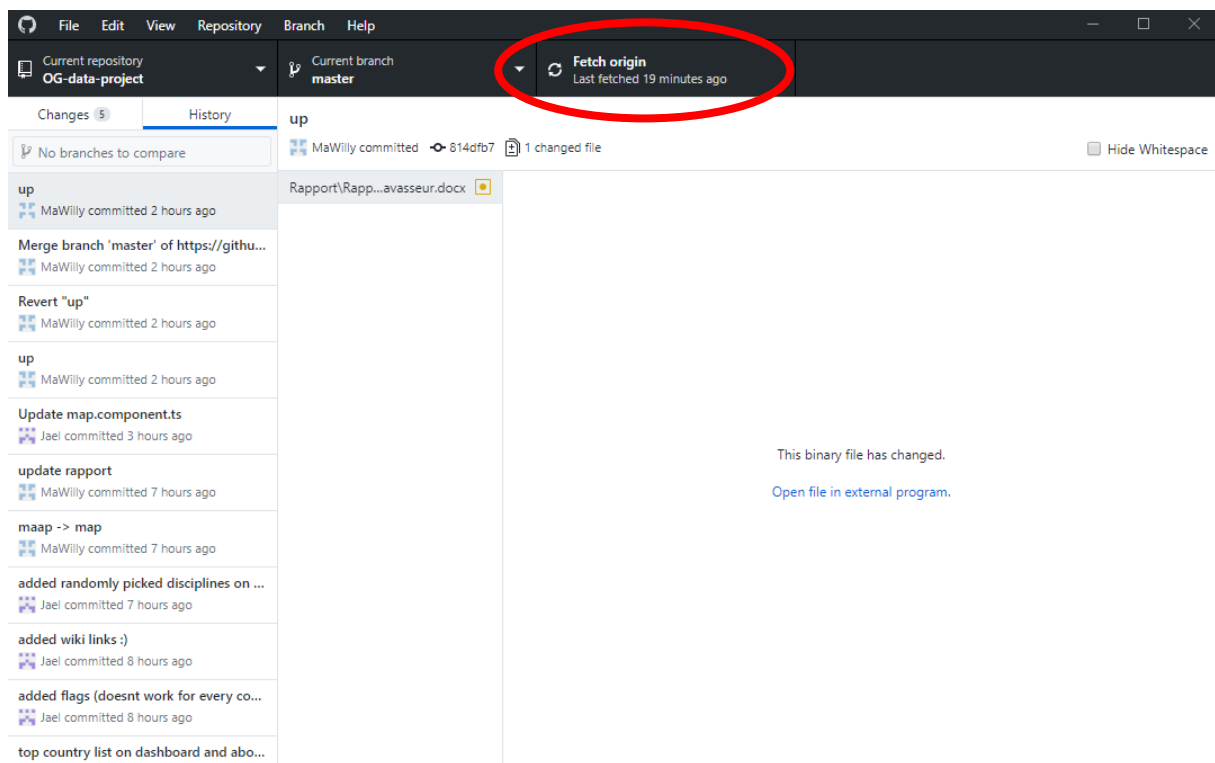 File Edit View Repository Branch Help
Current repository
OG-data-project
Current branch
master
Fetch origin
Last fetched 19 minutes ago
Changes 5
History
No branches to compare
up
MaWilly committed 2 hours ago
Merge branch 'master' of https://githu...
MaWilly committed 2 hours ago
Revert "up"
MaWilly committed 2 hours ago
up
MaWilly committed 2 hours ago
Update map.component.ts
Jael committed 3 hours ago
update rapport
MaWilly committed 7 hours ago
maap -> map
MaWilly committed 7 hours ago
added randomly picked disciplines on ...
Jael committed 7 hours ago
added wiki links :)
Jael committed 8 hours ago
added flags (doesnt work for every co...
Jael committed 8 hours ago
top country list on dashboard and abo...
up
MaWilly committed 814dfb7 1 changed file
Hide Whitespace
Rapport\Rapp...avasseur.docx
This binary file has changed.
Open file in external program.